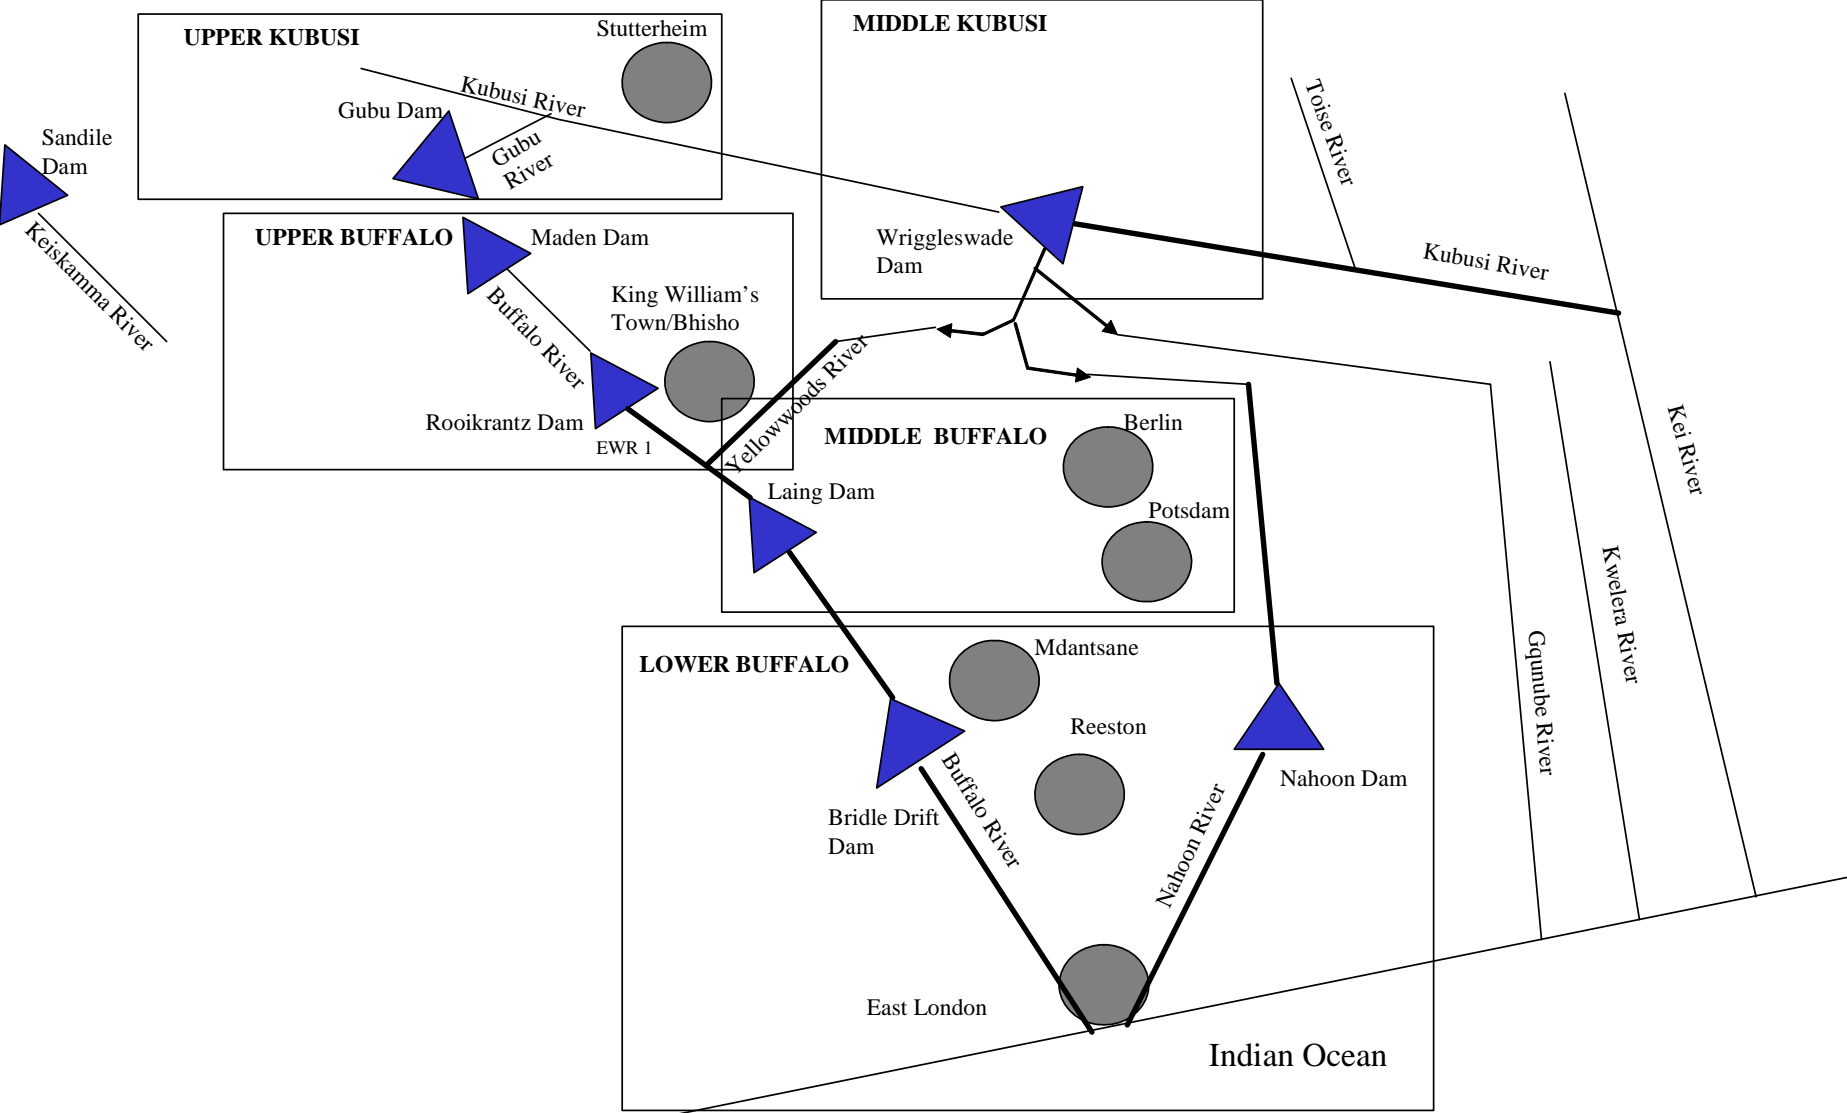 UPPER KUBUSI
Stutterheim
MIDDLE KUBUSI
Kubusi River
Gubu Dam
Gubu
River
Sandile
Dam
Keiskamma River
Toise River
UPPER BUFFALO
Maden Dam
Wriggleswade
Dam
Kubusi River
Buffalo River
King William’s
Town/Bhisho
Yellowwoods River
Rooikrantz Dam
EWR 1
MIDDLE BUFFALO
Berlin
Kei River
Laing Dam
Potsdam
Kwelera River
Gqunube River
LOWER BUFFALO
Mdantsane
Reeston
Buffalo River
Nahoon Dam
Nahoon River
Bridle Drift
Dam
East London
Indian Ocean